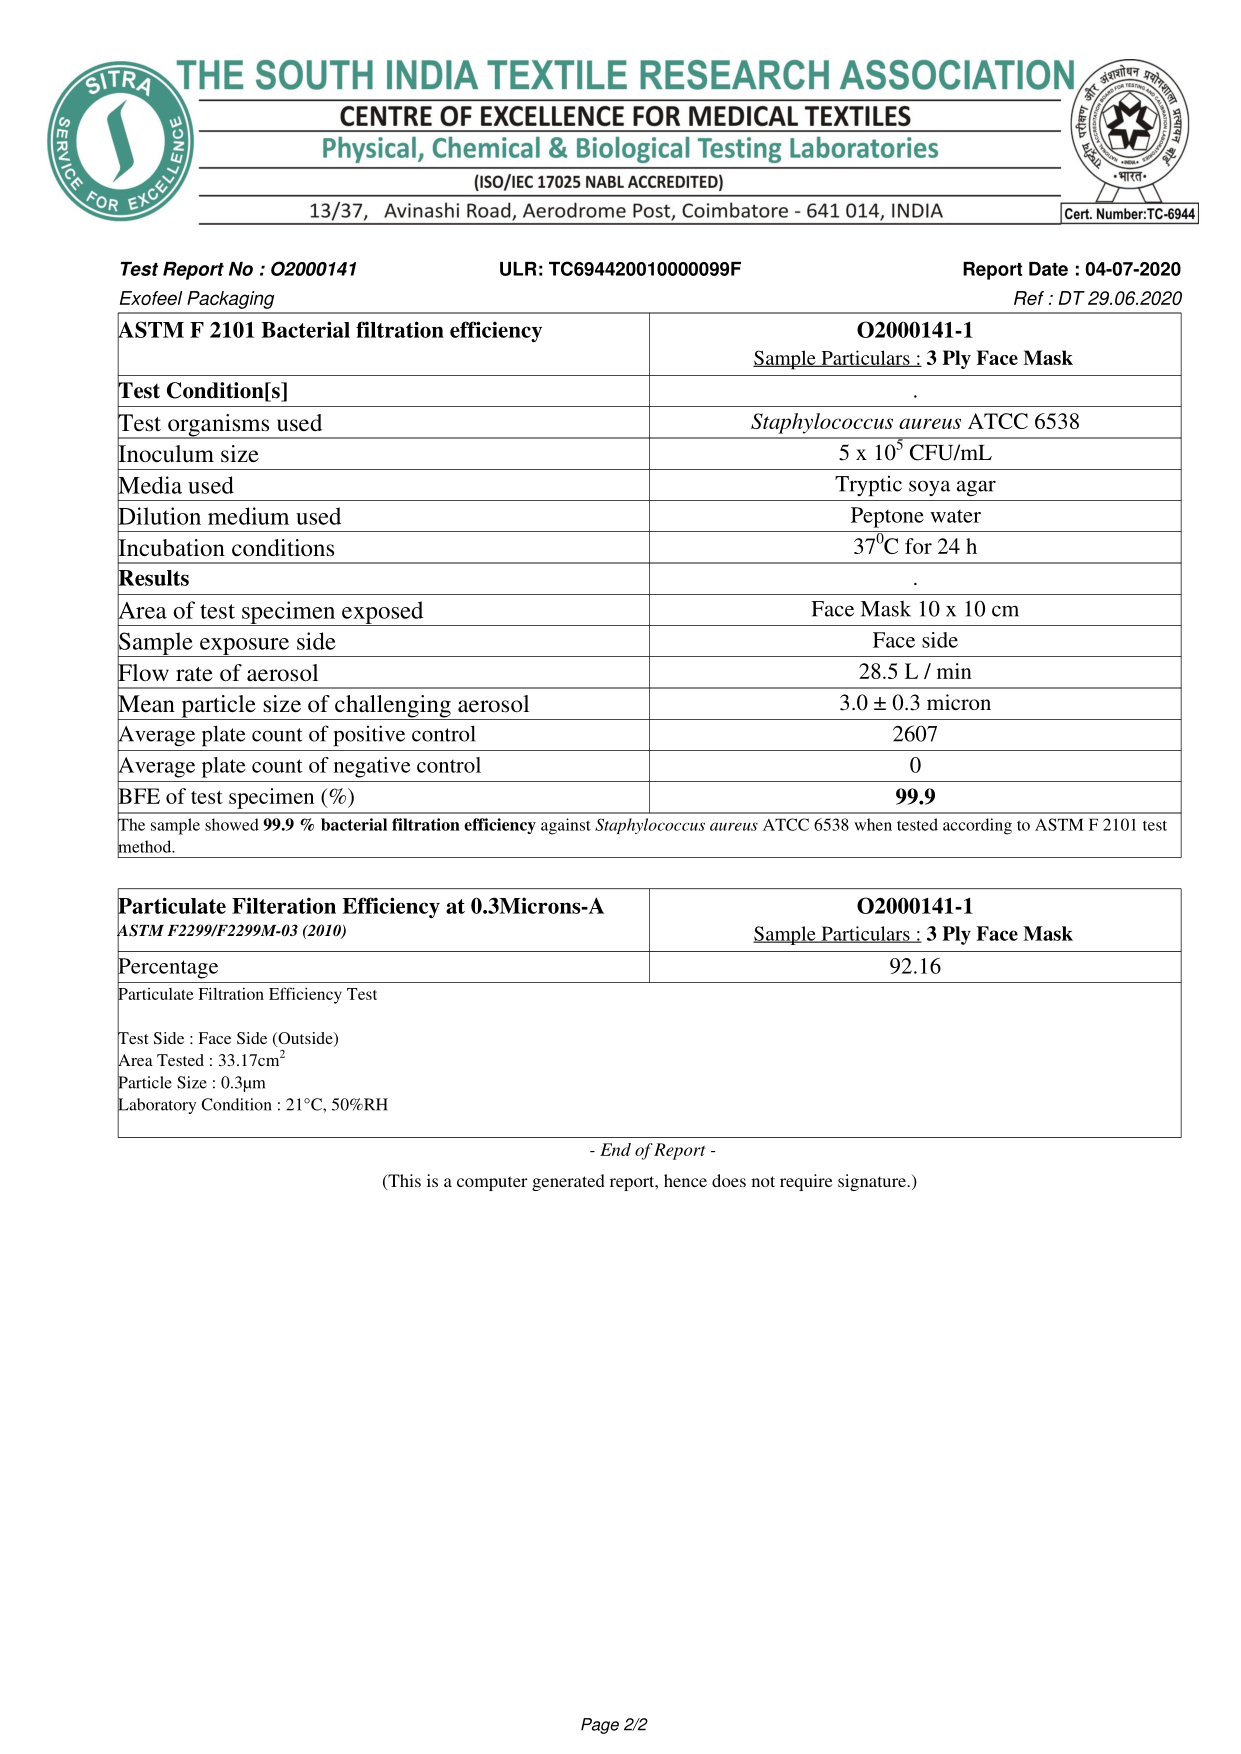 SITRA
SERVICE FOR EXCELLENCE
THE SOUTH INDIA TEXTILE RESEARCH ASSOCIATION
CENTRE OF EXCELLENCE FOR MEDICAL TEXTILES
Physical, Chemical & Biological Testing Laboratories
(ISO/IEC 17025 NABL ACCREDITED)
13/37, Avinashi Road, Aerodrome Post, Coimbatore - 641 014, INDIA
राष्ट्रीय परीक्षण और अंशशोधन प्रयोगशाला प्रत्यायन बोर्ड
NATIONAL ACCREDITATION BOARD FOR TESTING AND CALIBRATION LABORATORIES
• INDIA •
• भारत •
Cert. Number:TC-6944
Test Report No : O2000141 ULR: TC694420010000099F Report Date : 04-07-2020
Exofeel Packaging Ref : DT 29.06.2020
ASTM F 2101 Bacterial filtration efficiency O2000141-1
Sample Particulars : 3 Ply Face Mask
Test Condition[s] .
Test organisms used Staphylococcus aureus ATCC 6538
Inoculum size 5 x 10⁵ CFU/mL
Media used Tryptic soya agar
Dilution medium used Peptone water
Incubation conditions 37⁰C for 24 h
Results .
Area of test specimen exposed Face Mask 10 x 10 cm
Sample exposure side Face side
Flow rate of aerosol 28.5 L / min
Mean particle size of challenging aerosol 3.0 ± 0.3 micron
Average plate count of positive control 2607
Average plate count of negative control 0
BFE of test specimen (%) 99.9
The sample showed 99.9 % bacterial filtration efficiency against Staphylococcus aureus ATCC 6538 when tested according to ASTM F 2101 test
method.
Particulate Filteration Efficiency at 0.3Microns-A O2000141-1
ASTM F2299/F2299M-03 (2010) Sample Particulars : 3 Ply Face Mask
Percentage 92.16
Particulate Filtration Efficiency Test
Test Side : Face Side (Outside)
Area Tested : 33.17cm²
Particle Size : 0.3µm
Laboratory Condition : 21°C, 50%RH
- End of Report -
(This is a computer generated report, hence does not require signature.)
Page 2/2